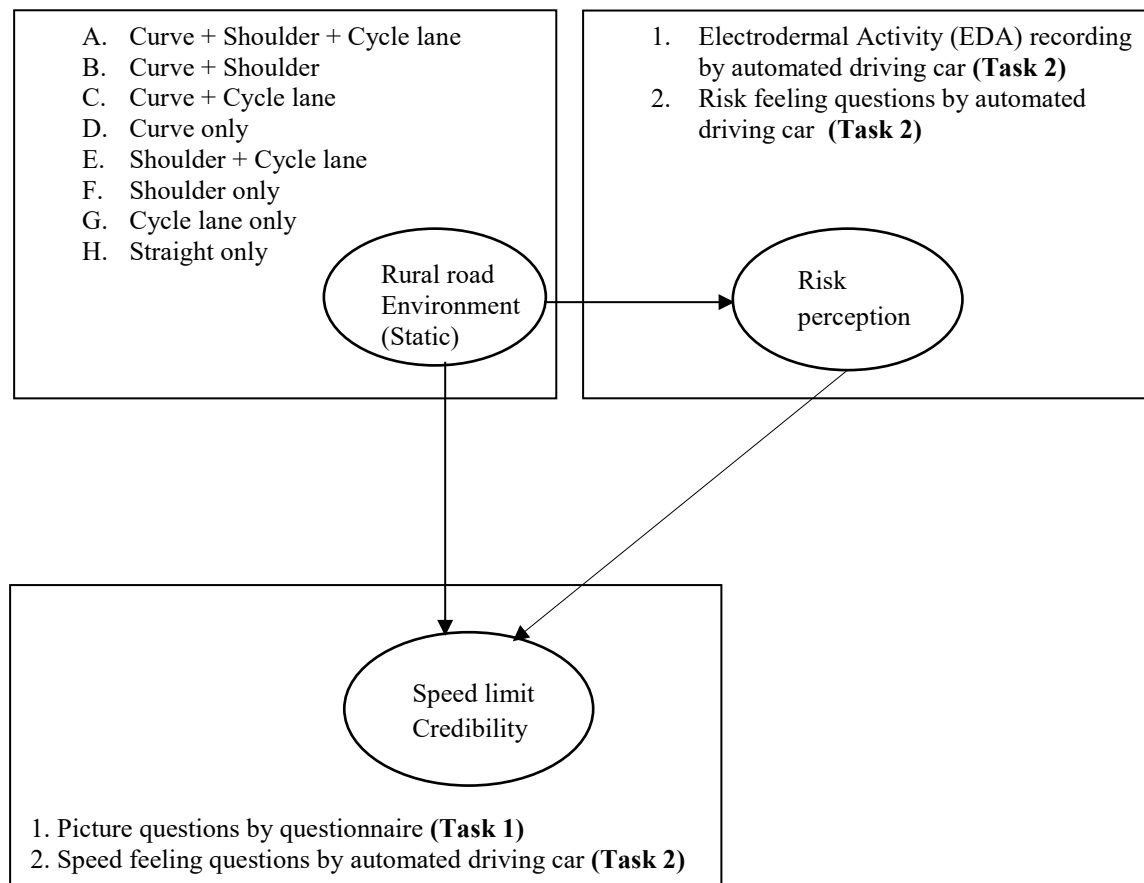 A. Curve + Shoulder + Cycle lane
B. Curve + Shoulder
C. Curve + Cycle lane
D. Curve only
E. Shoulder + Cycle lane
F. Shoulder only
G. Cycle lane only
H. Straight only
Rural road
Environment
(Static)
1. Electrodermal Activity (EDA) recording
by automated driving car (Task 2)
2. Risk feeling questions by automated
driving car (Task 2)
Risk
perception
Speed limit
Credibility
1. Picture questions by questionnaire (Task 1)
2. Speed feeling questions by automated driving car (Task 2)